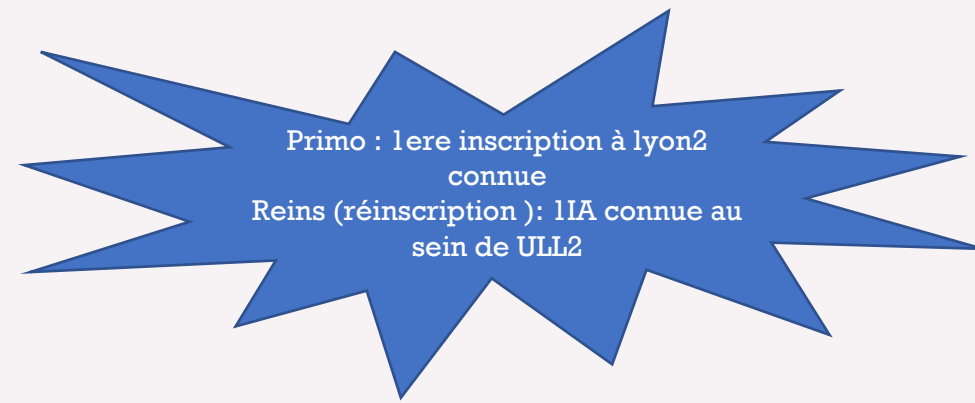 Primo : 1ere inscription à lyon2
connue
Reins (réinscription ): 1IA connue au
sein de ULL2